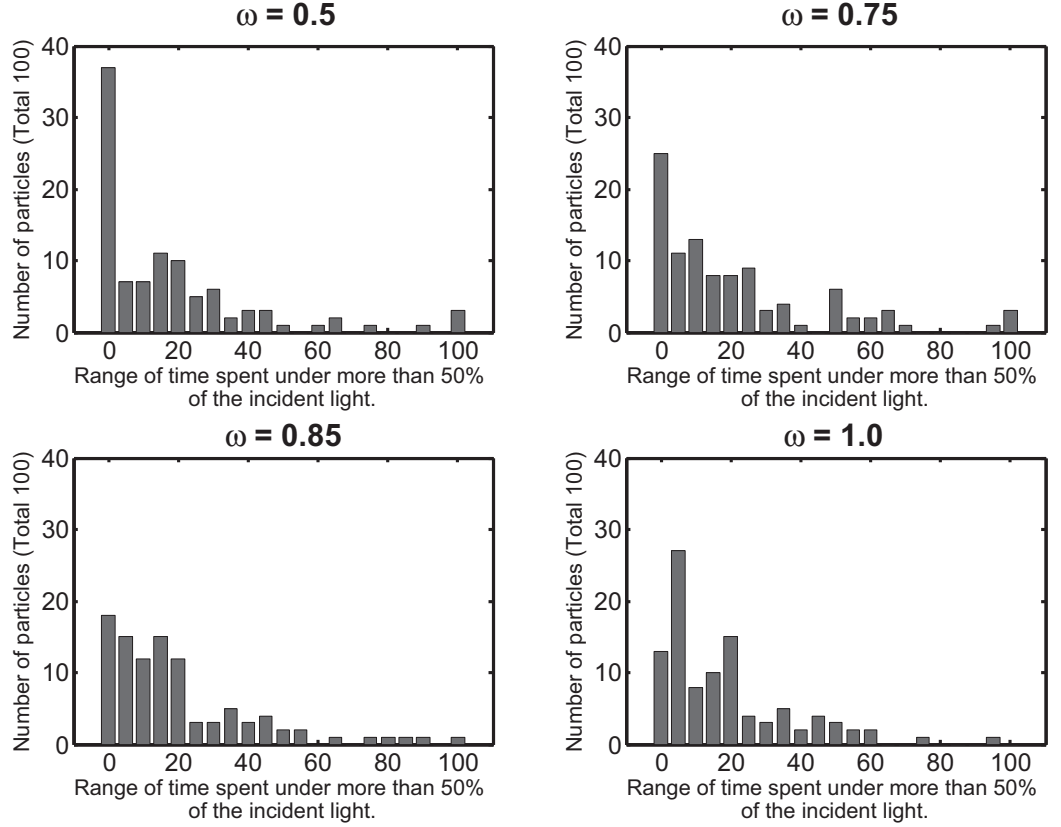 ω = 0.5
Number of particles (Total 100)
40
30
20
10
0
0 20 40 60 80 100
Range of time spent under more than 50%
of the incident light.
ω = 0.75
Number of particles (Total 100)
40
30
20
10
0
0 20 40 60 80 100
Range of time spent under more than 50%
of the incident light.
ω = 0.85
Number of particles (Total 100)
40
30
20
10
0
0 20 40 60 80 100
Range of time spent under more than 50%
of the incident light.
ω = 1.0
Number of particles (Total 100)
40
30
20
10
0
0 20 40 60 80 100
Range of time spent under more than 50%
of the incident light.